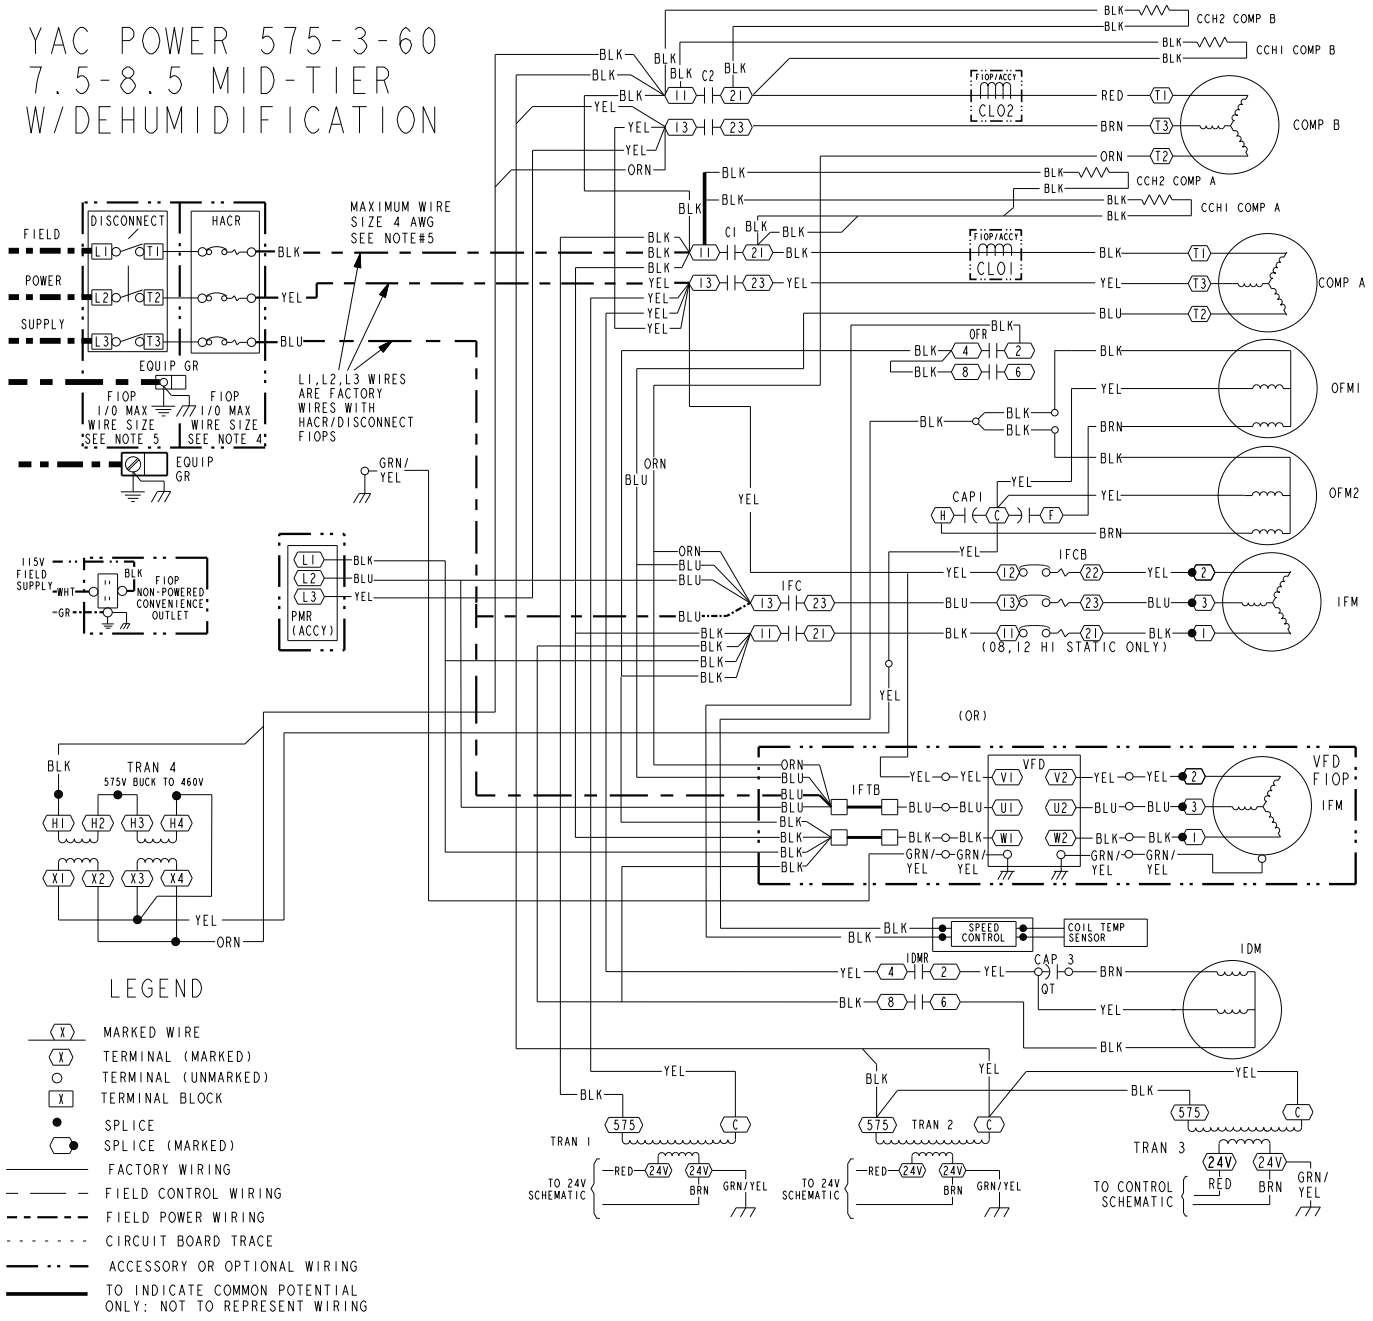 YAC POWER 575-3-60
7.5-8.5 MID-TIER
W/DEHUMIDIFICATION
BLK
CCH2 COMP B
BLK
BLK
CCH1 COMP B
BLK
BLK
BLK
BLK
BLK
BLK
C2
BLK
BLK
11
21
FIOP/ACCY
CLO2
RED
T1
YEL
YEL
13
23
BRN
T3
COMP B
YEL
ORN
ORN
T2
BLK
BLK
CCH2 COMP A
BLK
BLK
BLK
CCH1 COMP A
BLK
BLK
DISCONNECT
HACR
FIELD
L1
T1
BLK
POWER
L2
T2
YEL
SUPPLY
L3
T3
BLU
EQUIP GR
FIOP
I/O MAX
WIRE SIZE
SEE NOTE 5
FIOP
I/O MAX
WIRE SIZE
SEE NOTE 4
EQUIP
GR
MAXIMUM WIRE
SIZE 4 AWG
SEE NOTE#5
L1,L2,L3 WIRES
ARE FACTORY
WIRES WITH
HACR/DISCONNECT
FIOPS
GRN/
YEL
BLK
BLK
BLK
11
C1
21
BLK
BLK
BLK
FIOP/ACCY
CLO1
BLK
T1
YEL
YEL
YEL
YEL
13
23
YEL
YEL
T3
COMP A
BLU
T2
BLK
OFR
BLK
4
2
BLK
8
6
BLK
YEL
OFM1
BRN
BLK
BLK
BLK
BLK
YEL
YEL
OFM2
CAP1
H
C
F
BRN
ORN
BLU
YEL
YEL
115V
FIELD
SUPPLY
WHT
GR
BLK
FIOP
NON-POWERED
CONVENIENCE
OUTLET
L1
BLK
L2
BLU
L3
YEL
PMR
(ACCY)
ORN
BLU
BLU
BLU
IFC
13
23
BLU
IFCB
YEL
12
22
YEL
2
BLU
13
23
BLU
3
IFM
BLK
BLK
BLK
BLK
11
21
BLK
11
21
BLK
1
(08,12 HI STATIC ONLY)
YEL
(OR)
ORN
BLU
BLU
BLU
BLK
BLK
BLK
BLK
IFTB
VFD
YEL
YEL
V1
V2
YEL
YEL
2
BLU
BLU
U1
U2
BLU
BLU
3
BLK
BLK
W1
W2
BLK
BLK
1
GRN/
YEL
GRN/
YEL
GRN/
YEL
GRN/
YEL
VFD
FIOP
IFM
BLK
TRAN 4
575V BUCK TO 460V
H1
H2
H3
H4
X1
X2
X3
X4
YEL
ORN
BLK
BLK
SPEED
CONTROL
COIL TEMP
SENSOR
IDM
YEL
4
IDMR
2
YEL
CAP 3
QT
BRN
BLK
8
6
YEL
BLK
YEL
BLK
BLK
YEL
BLK
YEL
575
C
TRAN 1
RED
24V
24V
BRN
GRN/YEL
TO 24V
SCHEMATIC
575
TRAN 2
C
RED
24V
24V
BRN
GRN/YEL
TO 24V
SCHEMATIC
575
C
TRAN 3
24V
24V
RED
BRN
GRN/
YEL
TO CONTROL
SCHEMATIC
LEGEND
X
MARKED WIRE
X
TERMINAL (MARKED)
TERMINAL (UNMARKED)
X
TERMINAL BLOCK
SPLICE
SPLICE (MARKED)
FACTORY WIRING
FIELD CONTROL WIRING
FIELD POWER WIRING
CIRCUIT BOARD TRACE
ACCESSORY OR OPTIONAL WIRING
TO INDICATE COMMON POTENTIAL
ONLY: NOT TO REPRESENT WIRING